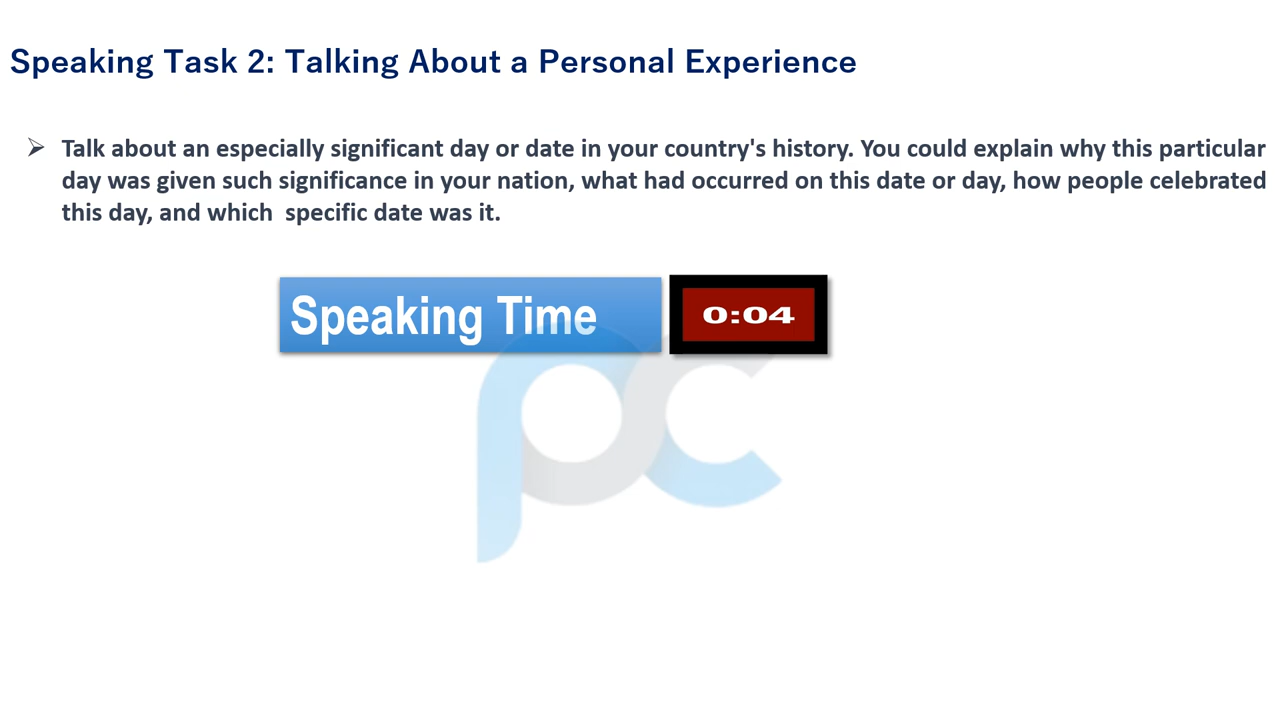 Speaking Task 2: Talking About a Personal Experience
Talk about an especially significant day or date in your country's history. You could explain why this particular
day was given such significance in your nation, what had occurred on this date or day, how people celebrated
this day, and which  specific date was it.
Speaking Time 0:04
pc